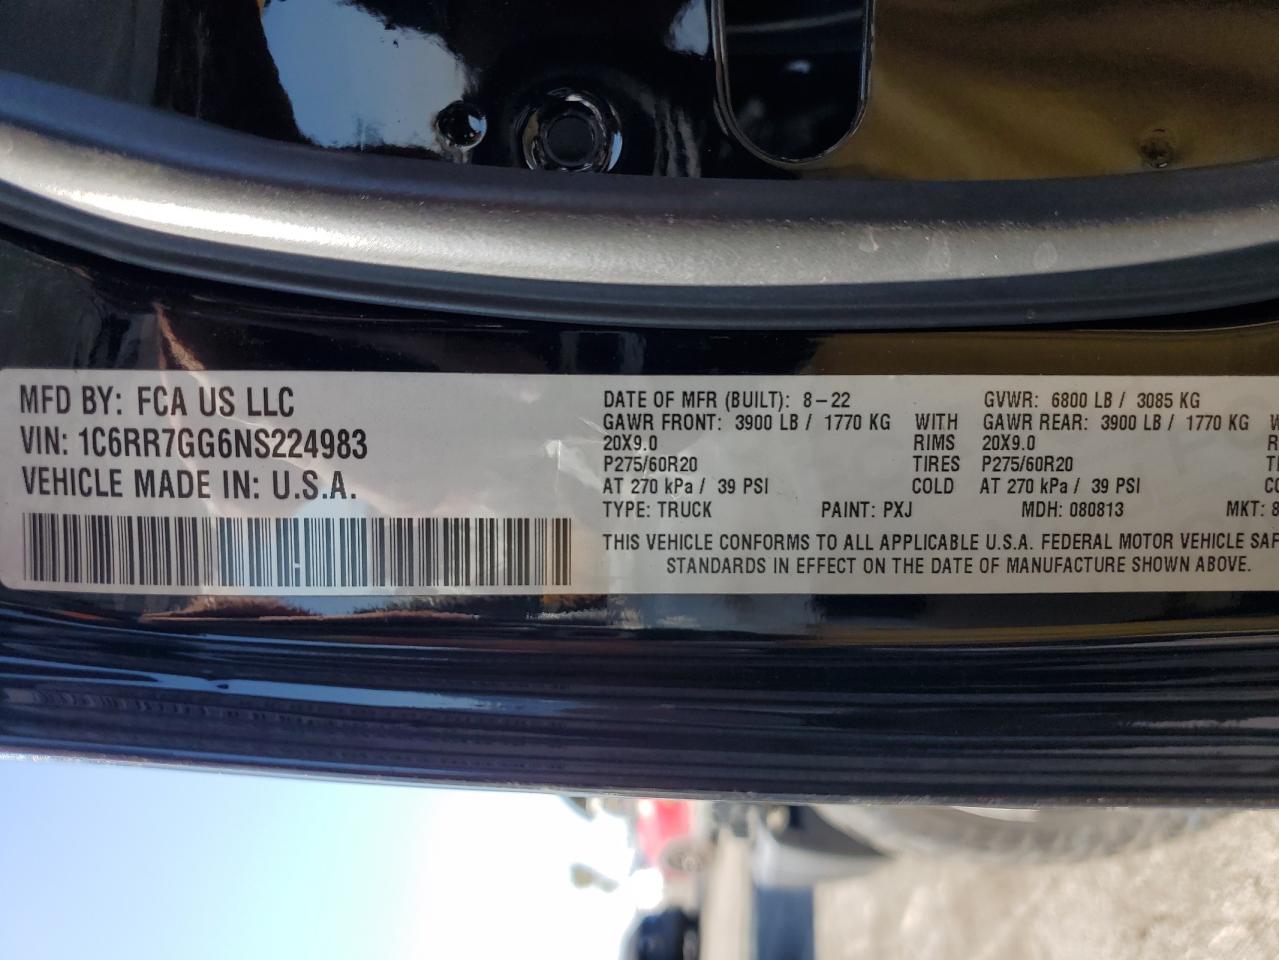 MFD BY: FCA US LLC
VIN: 1C6RR7GG6NS224983
VEHICLE MADE IN: U.S.A.
DATE OF MFR (BUILT): 8-22 GVWR: 6800 LB / 3085 KG
GAWR FRONT: 3900 LB / 1770 KG WITH GAWR REAR: 3900 LB / 1770 KG
20X9.0 RIMS 20X9.0
P275/60R20 TIRES P275/60R20
AT 270 kPa / 39 PSI COLD AT 270 kPa / 39 PSI
TYPE: TRUCK PAINT: PXJ MDH: 080813 MKT: 8
THIS VEHICLE CONFORMS TO ALL APPLICABLE U.S.A. FEDERAL MOTOR VEHICLE SAF
STANDARDS IN EFFECT ON THE DATE OF MANUFACTURE SHOWN ABOVE.